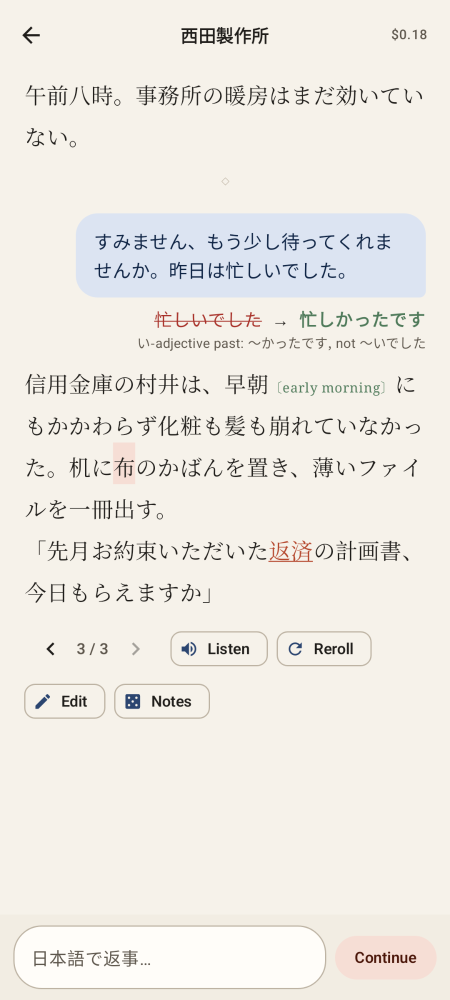 西田製作所
$0.18
午前八時。事務所の暖房はまだ効いてい
ない。
すみません、もう少し待ってくれま
せんか。昨日は忙しいでした。
忙しいでした → 忙しかったです
い-adjective past: 〜かったです, not 〜いでした
信用金庫の村井は、早朝〔early morning〕に
もかかわらず化粧も髪も崩れていなかっ
た。机に布のかばんを置き、薄いファイ
ルを一冊出す。
「先月お約束いただいた返済の計画書、
今日もらえますか」
3 / 3
Listen
Reroll
Edit
Notes
日本語で返事…
Continue